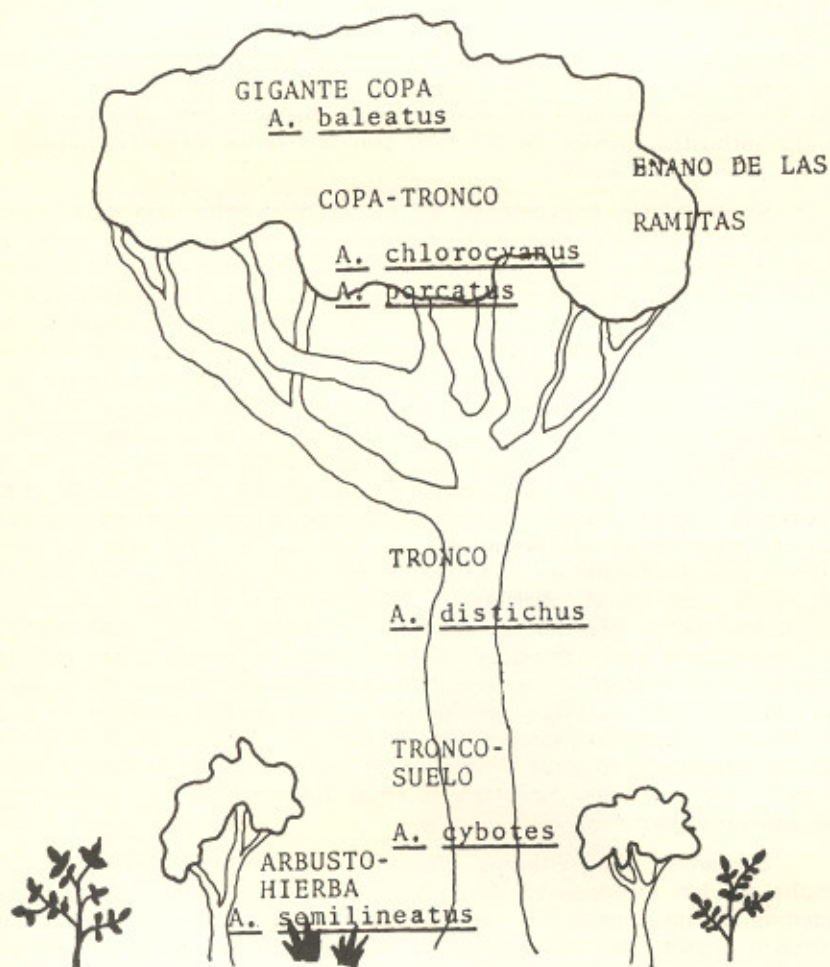 GIGANTE COPA
A. baleatus
ENANO DE LAS
RAMITAS
COPA-TRONCO
A. chlorocyanus
A. porcatus
TRONCO
A. distichus
TRONCO-
SUELO
A. cybotes
ARBUSTO-
HIERBA
A. semilineatus